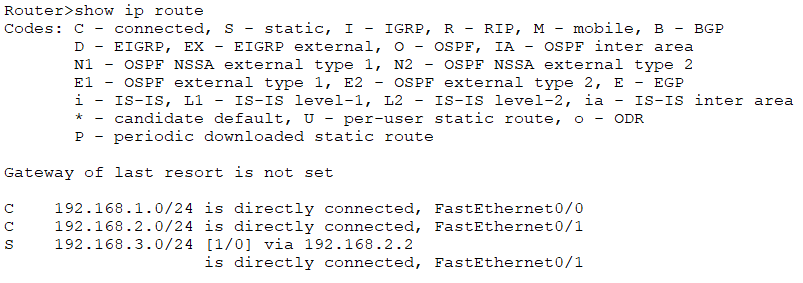 Router>show ip route
Codes: C - connected, S - static, I - IGRP, R - RIP, M - mobile, B - BGP
       D - EIGRP, EX - EIGRP external, O - OSPF, IA - OSPF inter area
       N1 - OSPF NSSA external type 1, N2 - OSPF NSSA external type 2
       E1 - OSPF external type 1, E2 - OSPF external type 2, E - EGP
       i - IS-IS, L1 - IS-IS level-1, L2 - IS-IS level-2, ia - IS-IS inter area
       * - candidate default, U - per-user static route, o - ODR
       P - periodic downloaded static route

Gateway of last resort is not set

C    192.168.1.0/24 is directly connected, FastEthernet0/0
C    192.168.2.0/24 is directly connected, FastEthernet0/1
S    192.168.3.0/24 [1/0] via 192.168.2.2
                    is directly connected, FastEthernet0/1